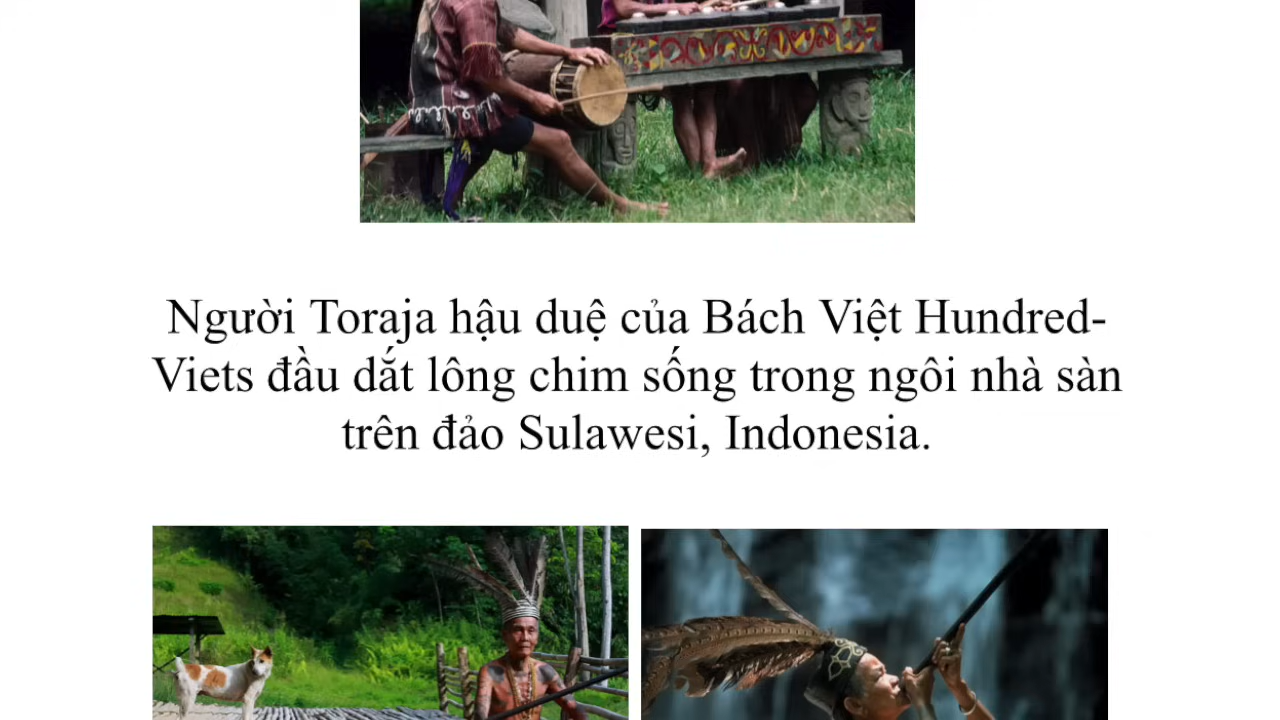 Người Toraja hậu duệ của Bách Việt Hundred-
Viets đầu dắt lông chim sống trong ngôi nhà sàn
trên đảo Sulawesi, Indonesia.